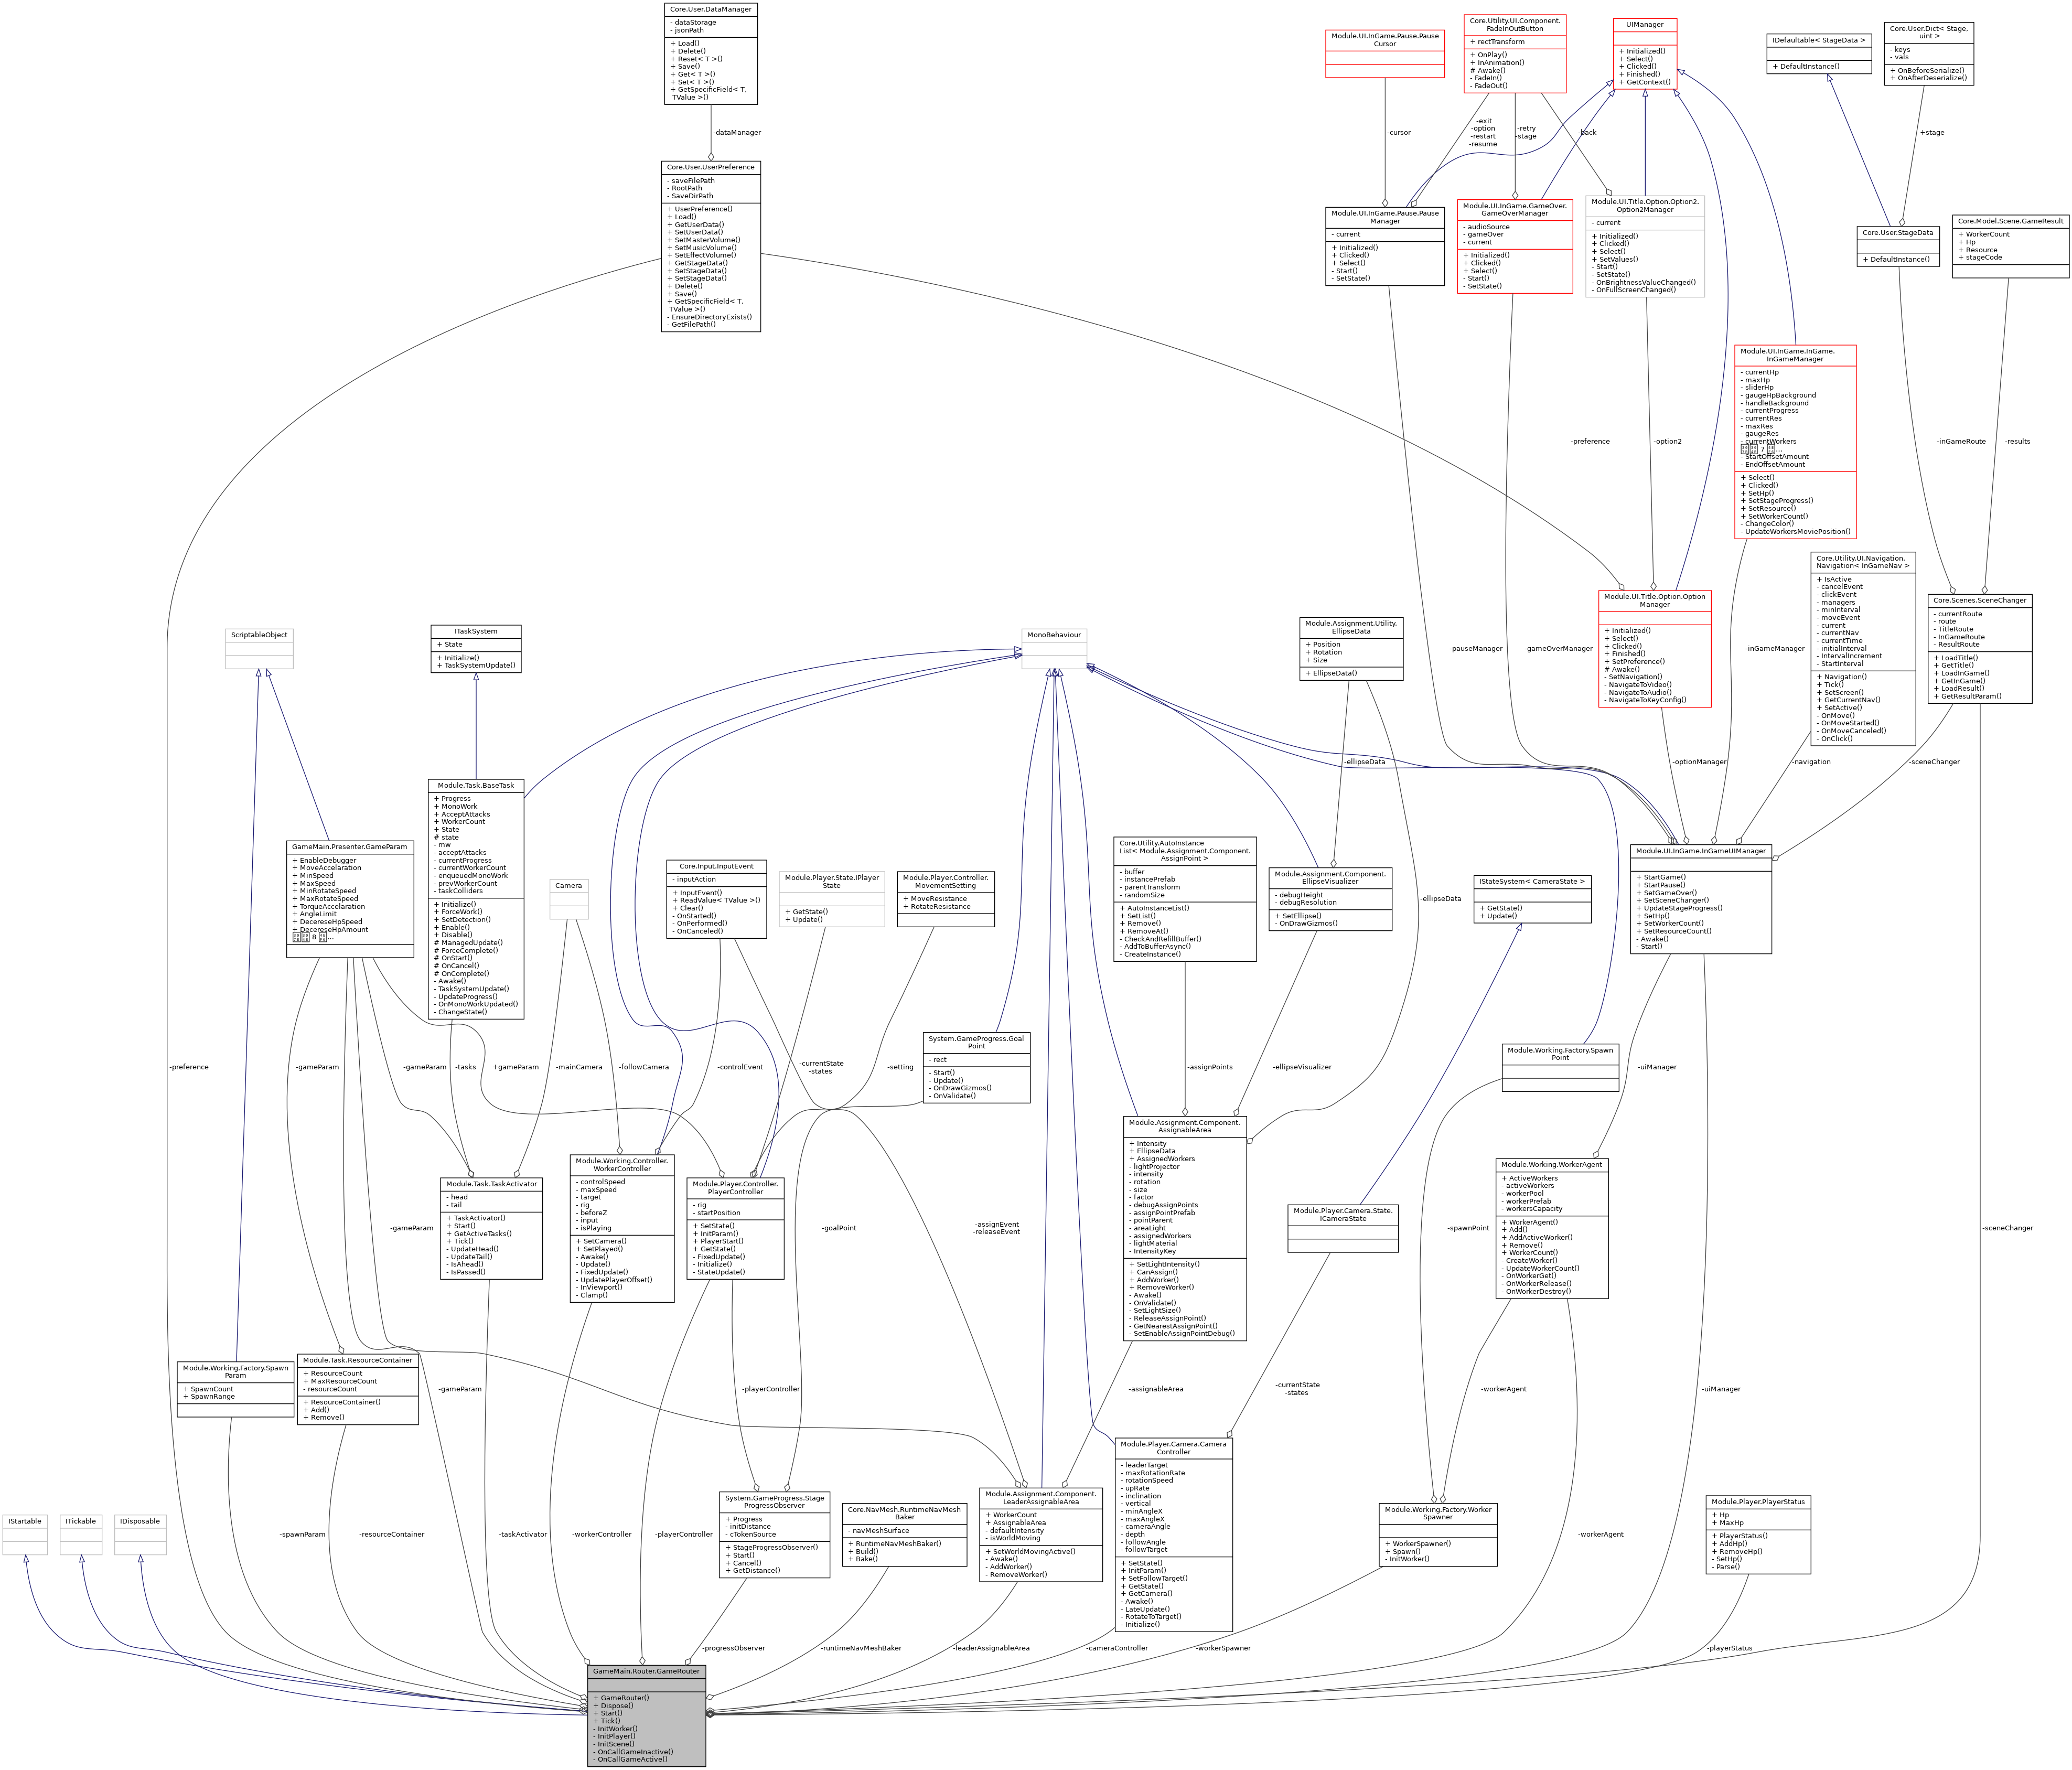 Core.User.DataManager
- dataStorage
- jsonPath
+ Load()
+ Delete()
+ Reset< T >()
+ Save()
+ Get< T >()
+ Set< T >()
+ GetSpecificField< T,
TValue >()
-dataManager
Core.User.UserPreference
- saveFilePath
- RootPath
- SaveDirPath
+ UserPreference()
+ Load()
+ GetUserData()
+ SetUserData()
+ SetMasterVolume()
+ SetMusicVolume()
+ SetEffectVolume()
+ GetStageData()
+ SetStageData()
+ SetStageData()
+ Delete()
+ Save()
+ GetSpecificField< T,
TValue >()
- EnsureDirectoryExists()
- GetFilePath()
Module.UI.InGame.Pause.Pause
Cursor
Core.Utility.UI.Component.
FadeInOutButton
+ rectTransform
+ OnPlay()
+ InAnimation()
# Awake()
- FadeIn()
- FadeOut()
UIManager
+ Initialized()
+ Select()
+ Clicked()
+ Finished()
+ GetContext()
IDefaultable< StageData >
+ DefaultInstance()
Core.User.Dict< Stage,
uint >
- keys
- vals
+ OnBeforeSerialize()
+ OnAfterDeserialize()
-cursor
-exit
-option
-restart
-resume
-retry
-stage
-back
+stage
Module.UI.InGame.Pause.Pause
Manager
- current
+ Initialized()
+ Clicked()
+ Select()
- Start()
- SetState()
Module.UI.InGame.GameOver.
GameOverManager
- audioSource
- gameOver
- current
+ Initialized()
+ Clicked()
+ Select()
- Start()
- SetState()
Module.UI.Title.Option.Option2.
Option2Manager
- current
+ Initialized()
+ Clicked()
+ Select()
+ SetValues()
- Start()
- SetState()
- OnBrightnessValueChanged()
- OnFullScreenChanged()
Core.User.StageData
+ DefaultInstance()
Core.Model.Scene.GameResult
+ WorkerCount
+ Hp
+ Resource
+ stageCode
Module.UI.InGame.InGame.
InGameManager
- currentHp
- maxHp
- sliderHp
- gaugeHpBackground
- handleBackground
- currentProgress
- currentRes
- maxRes
- gaugeRes
- currentWorkers
7 ...
- StartOffsetAmount
- EndOffsetAmount
+ Select()
+ Clicked()
+ SetHp()
+ SetStageProgress()
+ SetResource()
+ SetWorkerCount()
- ChangeColor()
- UpdateWorkersMoviePosition()
-preference
-option2
-inGameRoute
-results
Core.Utility.UI.Navigation.
Navigation< InGameNav >
+ IsActive
- cancelEvent
- clickEvent
- managers
- minInterval
- moveEvent
- current
- currentNav
- currentTime
- initialInterval
- IntervalIncrement
- StartInterval
+ Navigation()
+ Tick()
+ SetScreen()
+ GetCurrentNav()
+ SetActive()
- OnMove()
- OnMoveStarted()
- OnMoveCanceled()
- OnClick()
Module.UI.Title.Option.Option
Manager
+ Initialized()
+ Select()
+ Clicked()
+ Finished()
+ SetPreference()
# Awake()
- SetNavigation()
- NavigateToVideo()
- NavigateToAudio()
- NavigateToKeyConfig()
Core.Scenes.SceneChanger
- currentRoute
- route
- TitleRoute
- InGameRoute
- ResultRoute
+ LoadTitle()
+ GetTitle()
+ LoadInGame()
+ GetInGame()
+ LoadResult()
+ GetResultParam()
ScriptableObject
ITaskSystem
+ State
+ Initialize()
+ TaskSystemUpdate()
MonoBehaviour
Module.Assignment.Utility.
EllipseData
+ Position
+ Rotation
+ Size
+ EllipseData()
-pauseManager
-gameOverManager
-inGameManager
-ellipseData
-optionManager
-navigation
-sceneChanger
Module.Task.BaseTask
+ Progress
+ MonoWork
+ AcceptAttacks
+ WorkerCount
+ State
# state
- mw
- acceptAttacks
- currentProgress
- currentWorkerCount
- enqueuedMonoWork
- prevWorkerCount
- taskColliders
+ Initialize()
+ ForceWork()
+ SetDetection()
+ Enable()
+ Disable()
# ManagedUpdate()
# ForceComplete()
# OnStart()
# OnCancel()
# OnComplete()
- Awake()
- TaskSystemUpdate()
- UpdateProgress()
- OnMonoWorkUpdated()
- ChangeState()
GameMain.Presenter.GameParam
+ EnableDebugger
+ MoveAccelaration
+ MinSpeed
+ MaxSpeed
+ MinRotateSpeed
+ MaxRotateSpeed
+ TorqueAccelaration
+ AngleLimit
+ DecereseHpSpeed
+ DecereseHpAmount
8 ...
Camera
Core.Input.InputEvent
- inputAction
+ InputEvent()
+ ReadValue< TValue >()
+ Clear()
- OnStarted()
- OnPerformed()
- OnCanceled()
Module.Player.State.IPlayer
State
+ GetState()
+ Update()
Module.Player.Controller.
MovementSetting
+ MoveResistance
+ RotateResistance
Core.Utility.AutoInstance
List< Module.Assignment.Component.
AssignPoint >
- buffer
- instancePrefab
- parentTransform
- randomSize
+ AutoInstanceList()
+ SetList()
+ Remove()
+ RemoveAt()
- CheckAndRefillBuffer()
- AddToBufferAsync()
- CreateInstance()
Module.Assignment.Component.
EllipseVisualizer
- debugHeight
- debugResolution
+ SetEllipse()
- OnDrawGizmos()
-ellipseData
IStateSystem< CameraState >
+ GetState()
+ Update()
Module.UI.InGame.InGameUIManager
+ StartGame()
+ StartPause()
+ SetGameOver()
+ SetSceneChanger()
+ UpdateStageProgress()
+ SetHp()
+ SetWorkerCount()
+ SetResourceCount()
- Awake()
- Start()
System.GameProgress.Goal
Point
- rect
- Start()
- Update()
- OnDrawGizmos()
- OnValidate()
Module.Working.Factory.Spawn
Point
-preference
-gameParam
-gameParam
-tasks
+gameParam
-mainCamera
-followCamera
-controlEvent
-currentState
-states
-setting
-assignPoints
-ellipseVisualizer
-uiManager
Module.Assignment.Component.
AssignableArea
+ Intensity
+ EllipseData
+ AssignedWorkers
- lightProjector
- intensity
- rotation
- size
- factor
- debugAssignPoints
- assignPointPrefab
- pointParent
- areaLight
- assignedWorkers
- lightMaterial
- IntensityKey
+ SetLightIntensity()
+ CanAssign()
+ AddWorker()
+ RemoveWorker()
- Awake()
- OnValidate()
- SetLightSize()
- ReleaseAssignPoint()
- GetNearestAssignPoint()
- SetEnableAssignPointDebug()
Module.Task.TaskActivator
- head
- tail
+ TaskActivator()
+ Start()
+ GetActiveTasks()
+ Tick()
- UpdateHead()
- UpdateTail()
- IsAhead()
- IsPassed()
Module.Working.Controller.
WorkerController
- controlSpeed
- maxSpeed
- target
- rig
- beforeZ
- input
- isPlaying
+ SetCamera()
+ SetPlayed()
- Awake()
- Update()
- FixedUpdate()
- UpdatePlayerOffset()
- InViewport()
- Clamp()
Module.Player.Controller.
PlayerController
- rig
- startPosition
+ SetState()
+ InitParam()
+ PlayerStart()
+ GetState()
- FixedUpdate()
- Initialize()
- StateUpdate()
Module.Player.Camera.State.
ICameraState
Module.Working.WorkerAgent
+ ActiveWorkers
- activeWorkers
- workerPool
- workerPrefab
- workersCapacity
+ WorkerAgent()
+ Add()
+ AddActiveWorker()
+ Remove()
+ WorkerCount()
- CreateWorker()
- UpdateWorkerCount()
- OnWorkerGet()
- OnWorkerRelease()
- OnWorkerDestroy()
-gameParam
-goalPoint
-assignEvent
-releaseEvent
-spawnPoint
-sceneChanger
Module.Working.Factory.Spawn
Param
+ SpawnCount
+ SpawnRange
Module.Task.ResourceContainer
+ ResourceCount
+ MaxResourceCount
- resourceCount
+ ResourceContainer()
+ Add()
+ Remove()
-gameParam
-playerController
-assignableArea
-currentState
-states
-workerAgent
-uiManager
Module.Player.Camera.Camera
Controller
- leaderTarget
- maxRotationRate
- rotationSpeed
- upRate
- inclination
- vertical
- minAngleX
- maxAngleX
- cameraAngle
- depth
- followAngle
- followTarget
+ SetState()
+ InitParam()
+ SetFollowTarget()
+ GetState()
+ GetCamera()
- Awake()
- LateUpdate()
- RotateToTarget()
- Initialize()
System.GameProgress.Stage
ProgressObserver
+ Progress
- initDistance
- cTokenSource
+ StageProgressObserver()
+ Start()
+ Cancel()
+ GetDistance()
Core.NavMesh.RuntimeNavMesh
Baker
- navMeshSurface
+ RuntimeNavMeshBaker()
+ Build()
+ Bake()
Module.Assignment.Component.
LeaderAssignableArea
+ WorkerCount
+ AssignableArea
- defaultIntensity
- isWorldMoving
+ SetWorldMovingActive()
- Awake()
- AddWorker()
- RemoveWorker()
Module.Working.Factory.Worker
Spawner
+ WorkerSpawner()
+ Spawn()
- InitWorker()
Module.Player.PlayerStatus
+ Hp
+ MaxHp
+ PlayerStatus()
+ AddHp()
+ RemoveHp()
- SetHp()
- Parse()
IStartable
ITickable
IDisposable
-spawnParam
-resourceContainer
-taskActivator
-workerController
-playerController
-workerAgent
-progressObserver
-runtimeNavMeshBaker
-leaderAssignableArea
-cameraController
-workerSpawner
-playerStatus
GameMain.Router.GameRouter
+ GameRouter()
+ Dispose()
+ Start()
+ Tick()
- InitWorker()
- InitPlayer()
- InitScene()
- OnCallGameInactive()
- OnCallGameActive()